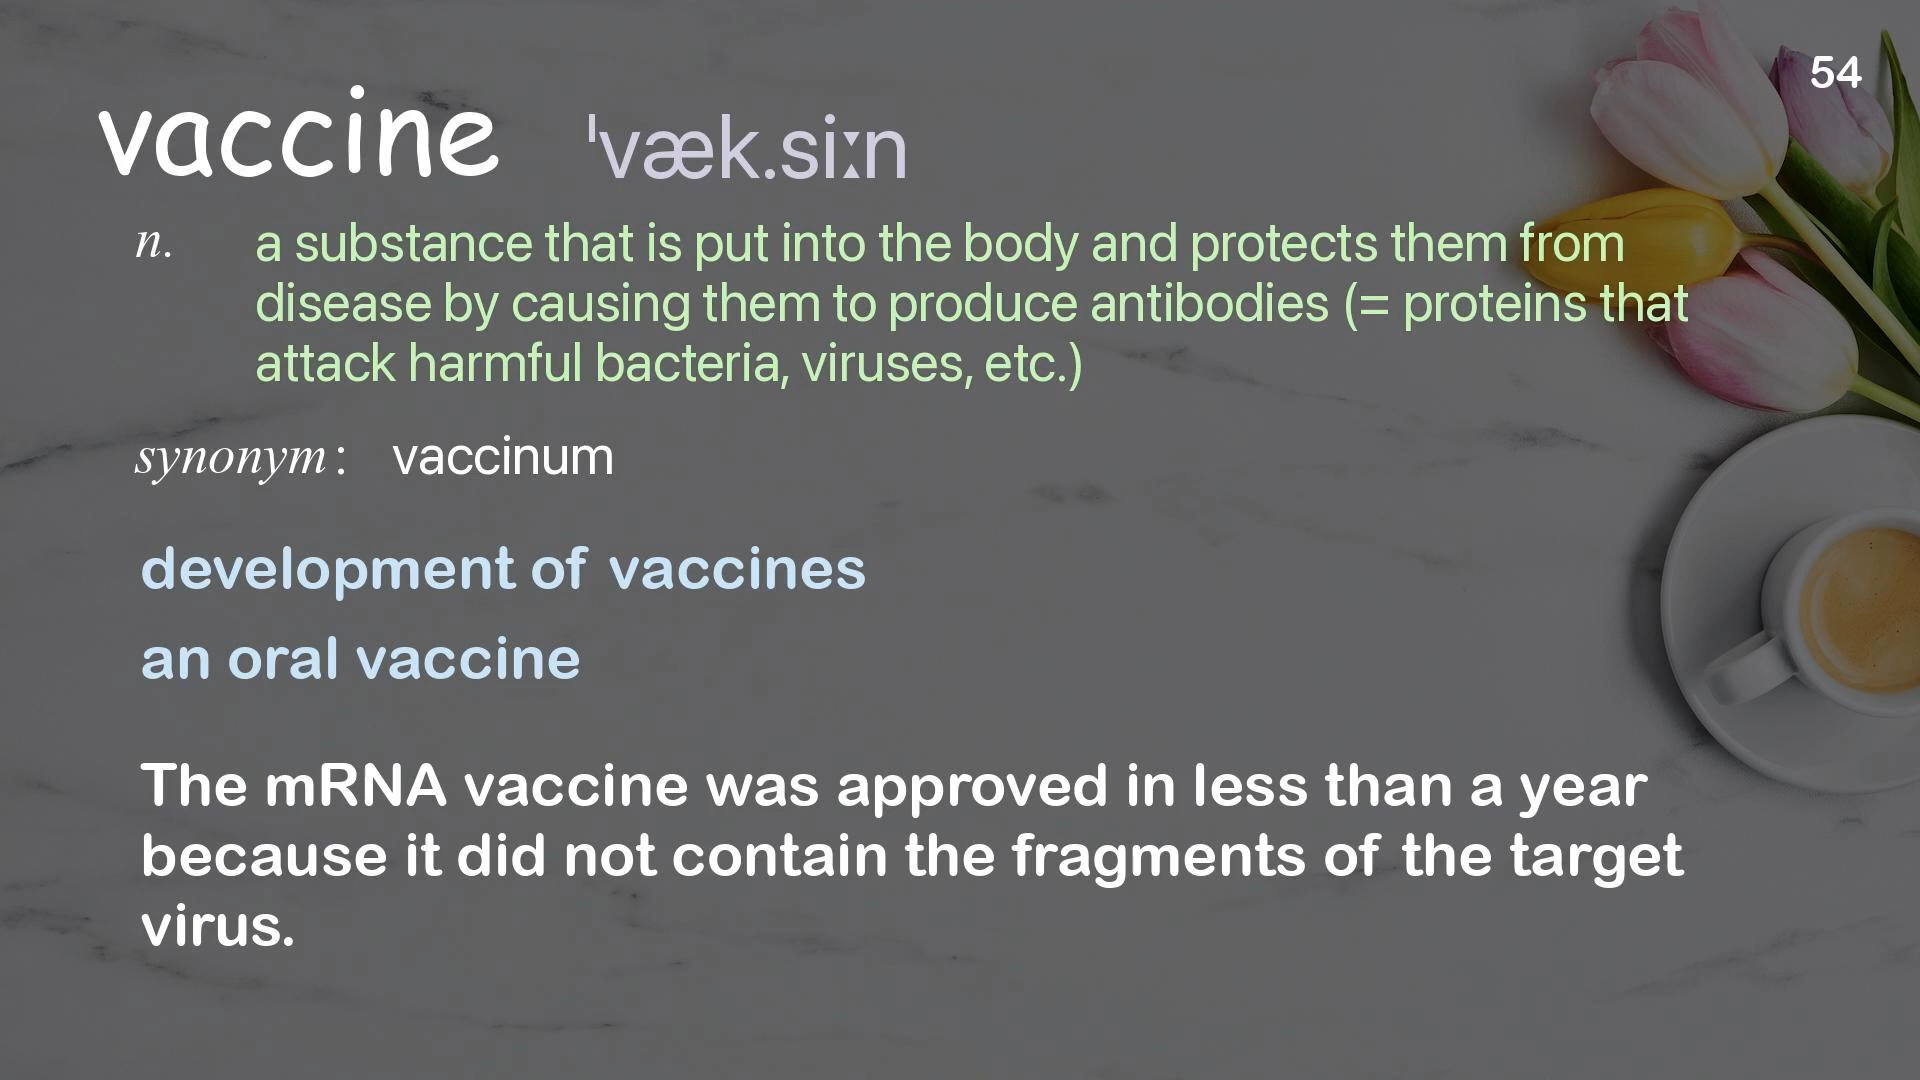 54
vaccine ˈvæk.siːn
n. a substance that is put into the body and protects them from
disease by causing them to produce antibodies (= proteins that
attack harmful bacteria, viruses, etc.)
synonym: vaccinum
development of vaccines
an oral vaccine
The mRNA vaccine was approved in less than a year
because it did not contain the fragments of the target
virus.